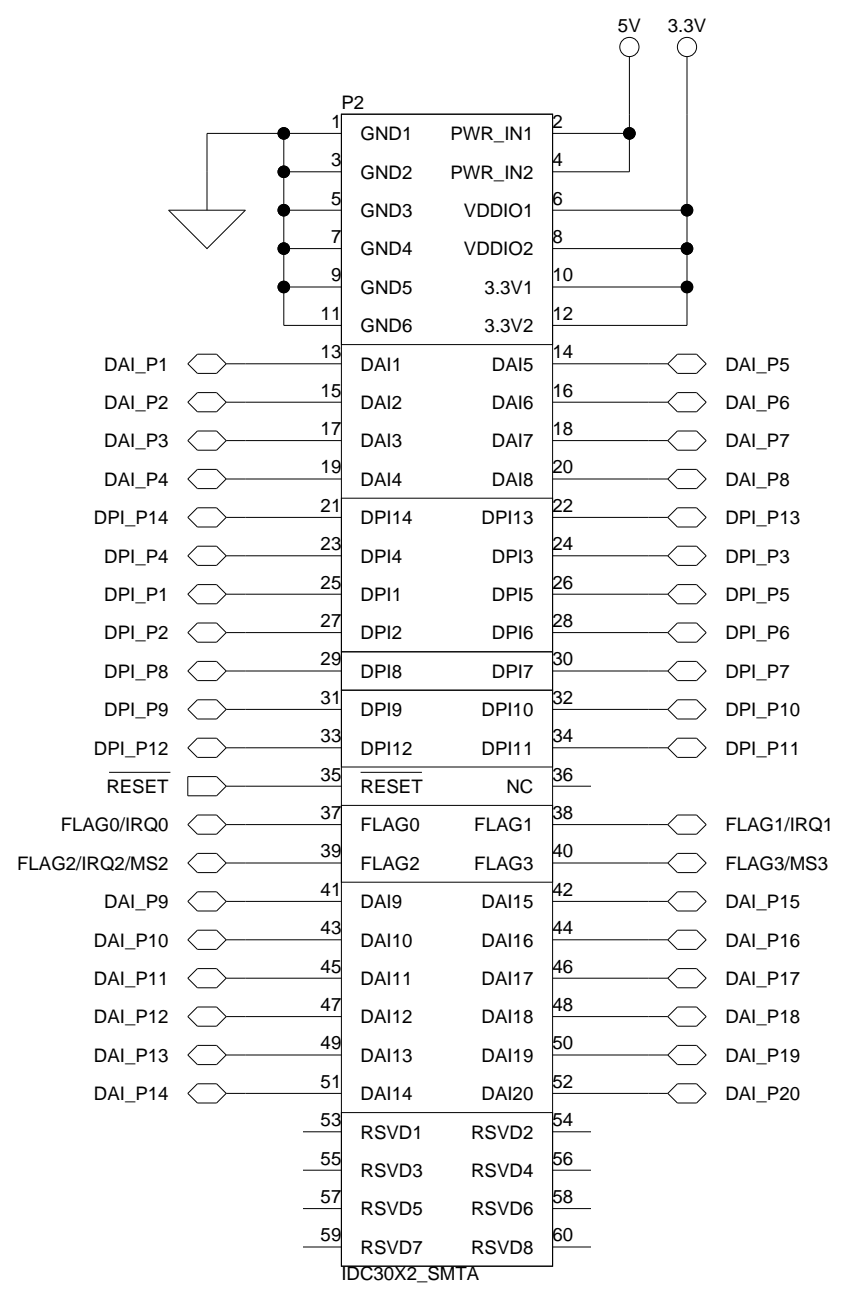 5V 3.3V
P2
1 GND1 PWR_IN1 2
3 GND2 PWR_IN2 4
5 GND3 VDDIO1 6
7 GND4 VDDIO2 8
9 GND5 3.3V1 10
11 GND6 3.3V2 12
DAI_P1 13 DAI1 DAI5 14 DAI_P5
DAI_P2 15 DAI2 DAI6 16 DAI_P6
DAI_P3 17 DAI3 DAI7 18 DAI_P7
DAI_P4 19 DAI4 DAI8 20 DAI_P8
DPI_P14 21 DPI14 DPI13 22 DPI_P13
DPI_P4 23 DPI4 DPI3 24 DPI_P3
DPI_P1 25 DPI1 DPI5 26 DPI_P5
DPI_P2 27 DPI2 DPI6 28 DPI_P6
DPI_P8 29 DPI8 DPI7 30 DPI_P7
DPI_P9 31 DPI9 DPI10 32 DPI_P10
DPI_P12 33 DPI12 DPI11 34 DPI_P11
RESET 35 RESET NC 36
FLAG0/IRQ0 37 FLAG0 FLAG1 38 FLAG1/IRQ1
FLAG2/IRQ2/MS2 39 FLAG2 FLAG3 40 FLAG3/MS3
DAI_P9 41 DAI9 DAI15 42 DAI_P15
DAI_P10 43 DAI10 DAI16 44 DAI_P16
DAI_P11 45 DAI11 DAI17 46 DAI_P17
DAI_P12 47 DAI12 DAI18 48 DAI_P18
DAI_P13 49 DAI13 DAI19 50 DAI_P19
DAI_P14 51 DAI14 DAI20 52 DAI_P20
53 RSVD1 RSVD2 54
55 RSVD3 RSVD4 56
57 RSVD5 RSVD6 58
59 RSVD7 RSVD8 60
IDC30X2_SMTA